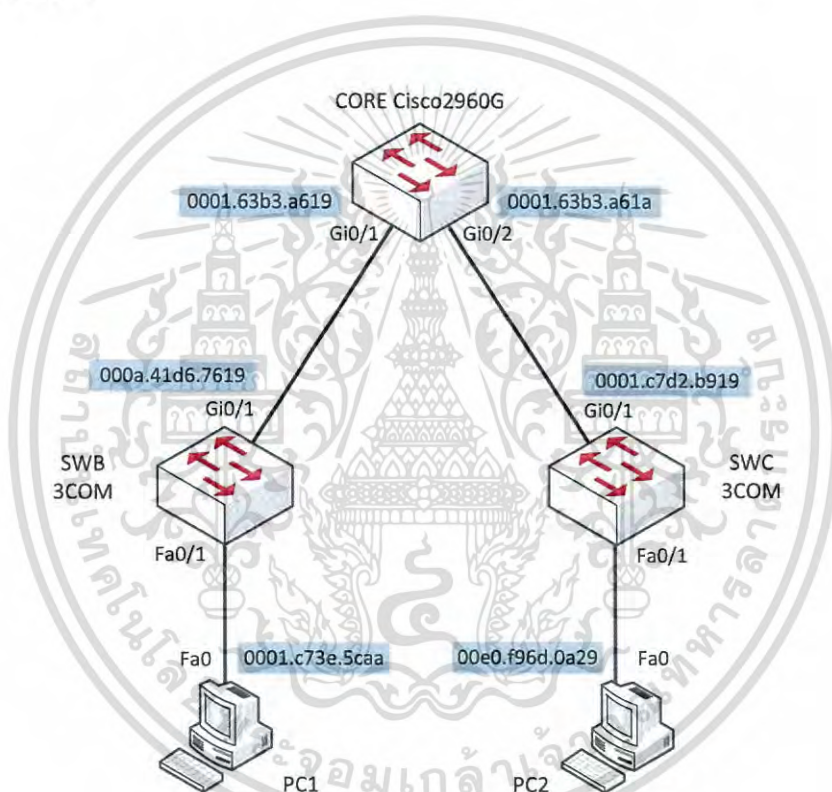 CORE Cisco2960G
0001.63b3.a619
0001.63b3.a61a
Gi0/1
Gi0/2
000a.41d6.7619
0001.c7d2.b919
Gi0/1
Gi0/1
SWB
3COM
SWC
3COM
Fa0/1
Fa0/1
Fa0
0001.c73e.5caa
00e0.f96d.0a29
Fa0
PC1
PC2